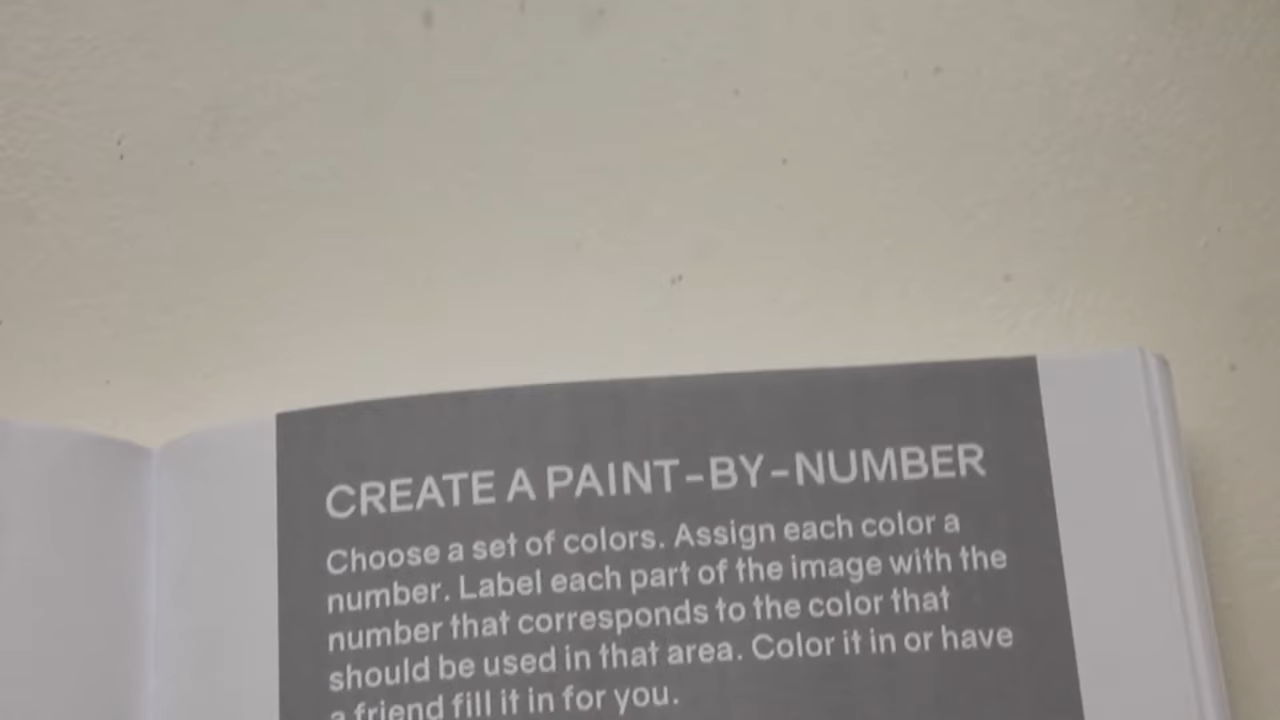 CREATE A PAINT-BY-NUMBER
Choose a set of colors. Assign each color a
number. Label each part of the image with the
number that corresponds to the color that
should be used in that area. Color it in or have
a friend fill it in for you.